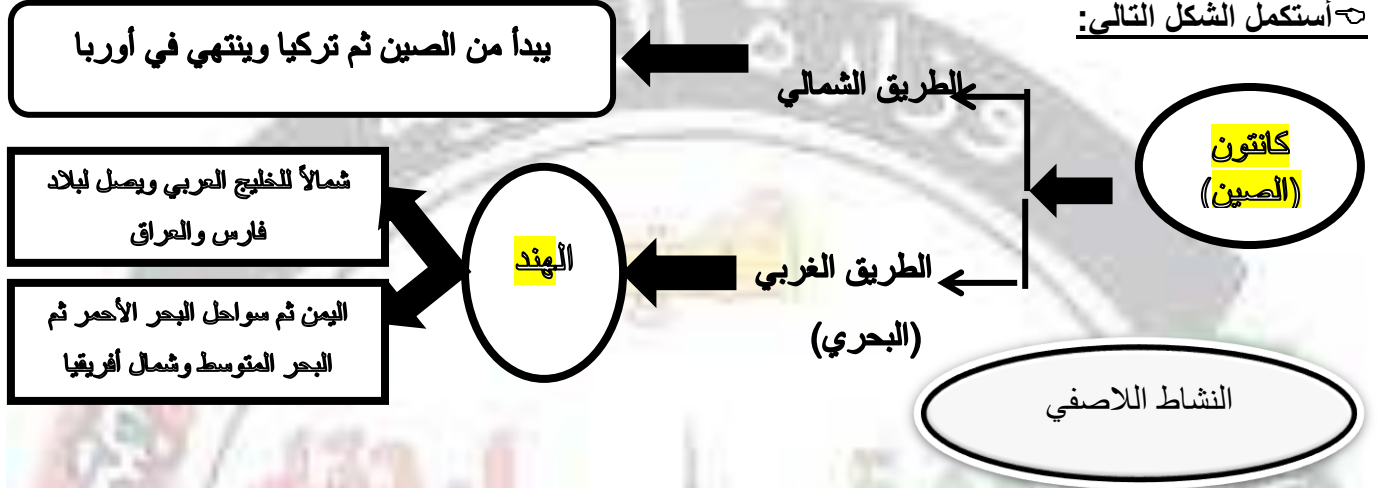 أستكمل الشكل التالي:
كانتون
(الصين)
الطريق الشمالي
يبدأ من الصين ثم تركيا وينتهي في أوربا
الطريق الغربي
(البحري)
الهند
شمالاً للخليج العربي ويصل لبلاد
فارس والعراق
اليمن ثم سواحل البحر الأحمر ثم
البحر المتوسط وشمال أفريقيا
النشاط اللاصفي